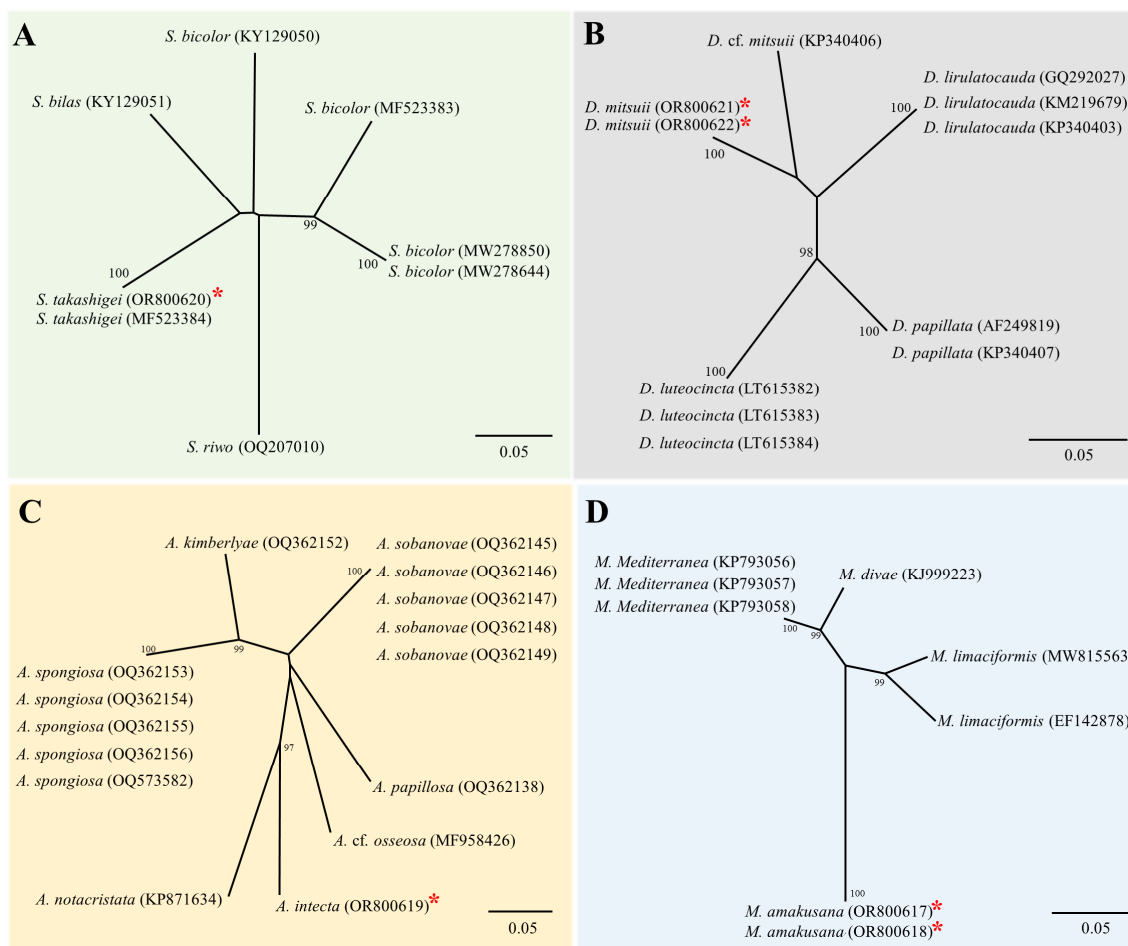 A
S. bicolor (KY129050)
S. bilas (KY129051)
S. bicolor (MF523383)
99
S. bicolor (MW278850)
100
S. bicolor (MW278644)
100
S. takashigei (OR800620)*
S. takashigei (MF523384)
S. riwo (OQ207010)
0.05
B
D. cf. mitsuii (KP340406)
D. lirulatocauda (GQ292027)
D. mitsuii (OR800621)*
100
D. lirulatocauda (KM219679)
D. mitsuii (OR800622)*
D. lirulatocauda (KP340403)
100
98
100
D. papillata (AF249819)
D. papillata (KP340407)
100
D. luteocincta (LT615382)
D. luteocincta (LT615383)
D. luteocincta (LT615384)
0.05
C
A. kimberlyae (OQ362152)
A. sobanovae (OQ362145)
100
A. sobanovae (OQ362146)
A. sobanovae (OQ362147)
A. sobanovae (OQ362148)
A. sobanovae (OQ362149)
100
99
A. spongiosa (OQ362153)
A. spongiosa (OQ362154)
A. spongiosa (OQ362155)
A. spongiosa (OQ362156)
A. spongiosa (OQ573582)
97
A. papillosa (OQ362138)
A. cf. osseosa (MF958426)
A. notacristata (KP871634)
A. intecta (OR800619)*
0.05
D
M. Mediterranea (KP793056)
M. Mediterranea (KP793057)
M. Mediterranea (KP793058)
M. divae (KJ999223)
100
99
M. limaciformis (MW815563
99
M. limaciformis (EF142878)
100
M. amakusana (OR800617)*
M. amakusana (OR800618)*
0.05